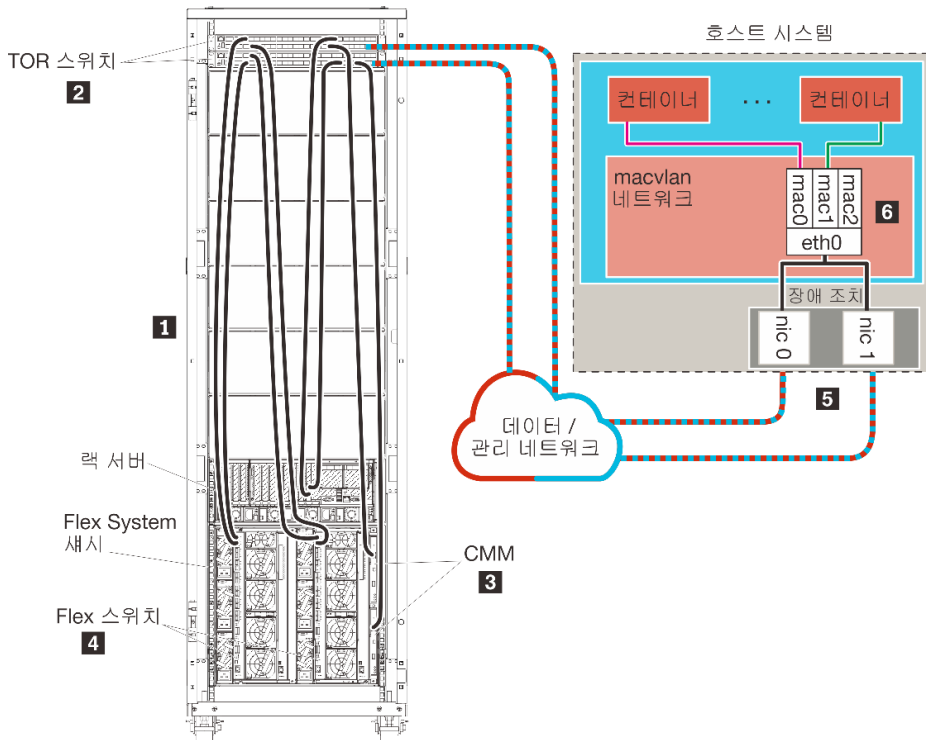 호스트 시스템
TOR 스위치
2
컨테이너
...
컨테이너
macvlan
네트워크
mac0
mac1
mac2
6
eth0
장애 조치
1
nic 0
nic 1
5
데이터 /
관리 네트워크
랙 서버
Flex System
섀시
CMM
3
Flex 스위치
4